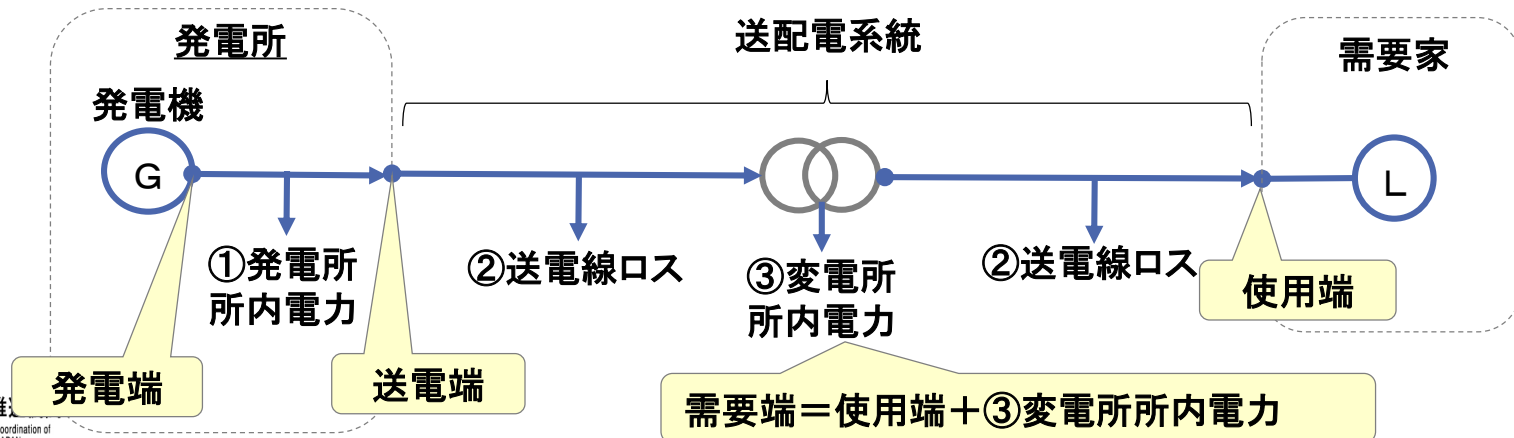 発電所
送配電系統
需要家
発電機
G
L
①発電所
所内電力
②送電線ロス
③変電所
所内電力
②送電線ロス
使用端
発電端
送電端
需要端＝使用端＋③変電所所内電力
oordination of